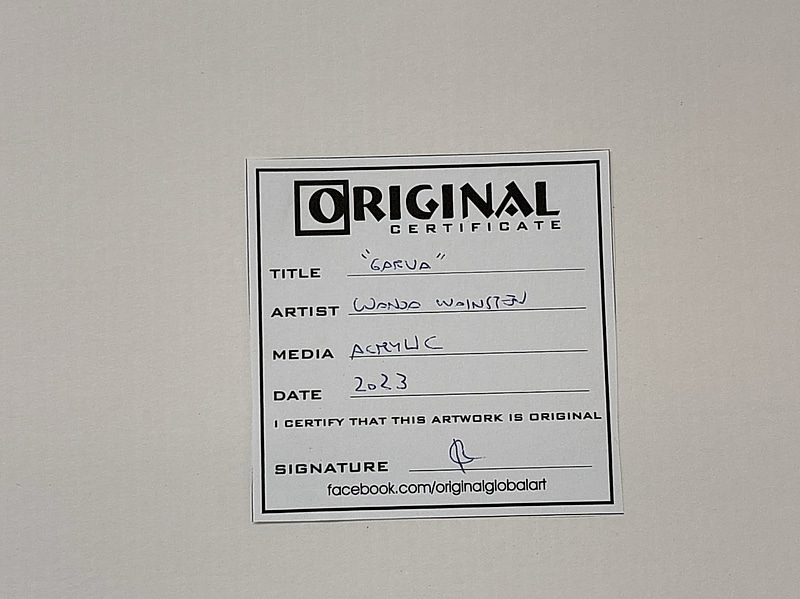 ORIGINAL
CERTIFICATE
TITLE "GARUA"
ARTIST WANDA WAINSTEN
MEDIA ACRYLIC
DATE 2023
I CERTIFY THAT THIS ARTWORK IS ORIGINAL
SIGNATURE
facebook.com/originalglobalart